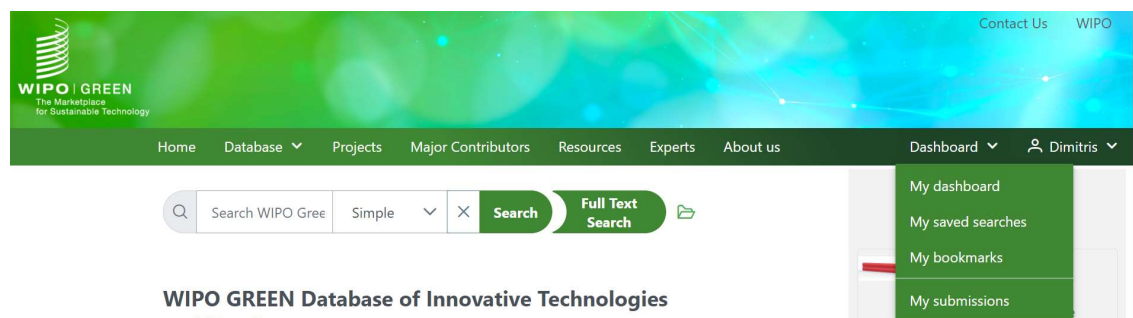 Contact Us WIPO
WIPO | GREEN
The Marketplace
for Sustainable Technology
Home Database Projects Major Contributors Resources Experts About us Dashboard Dimitris
My dashboard
My saved searches
My bookmarks
My submissions
Search WIPO Gree Simple Search Full Text
Search
WIPO GREEN Database of Innovative Technologies